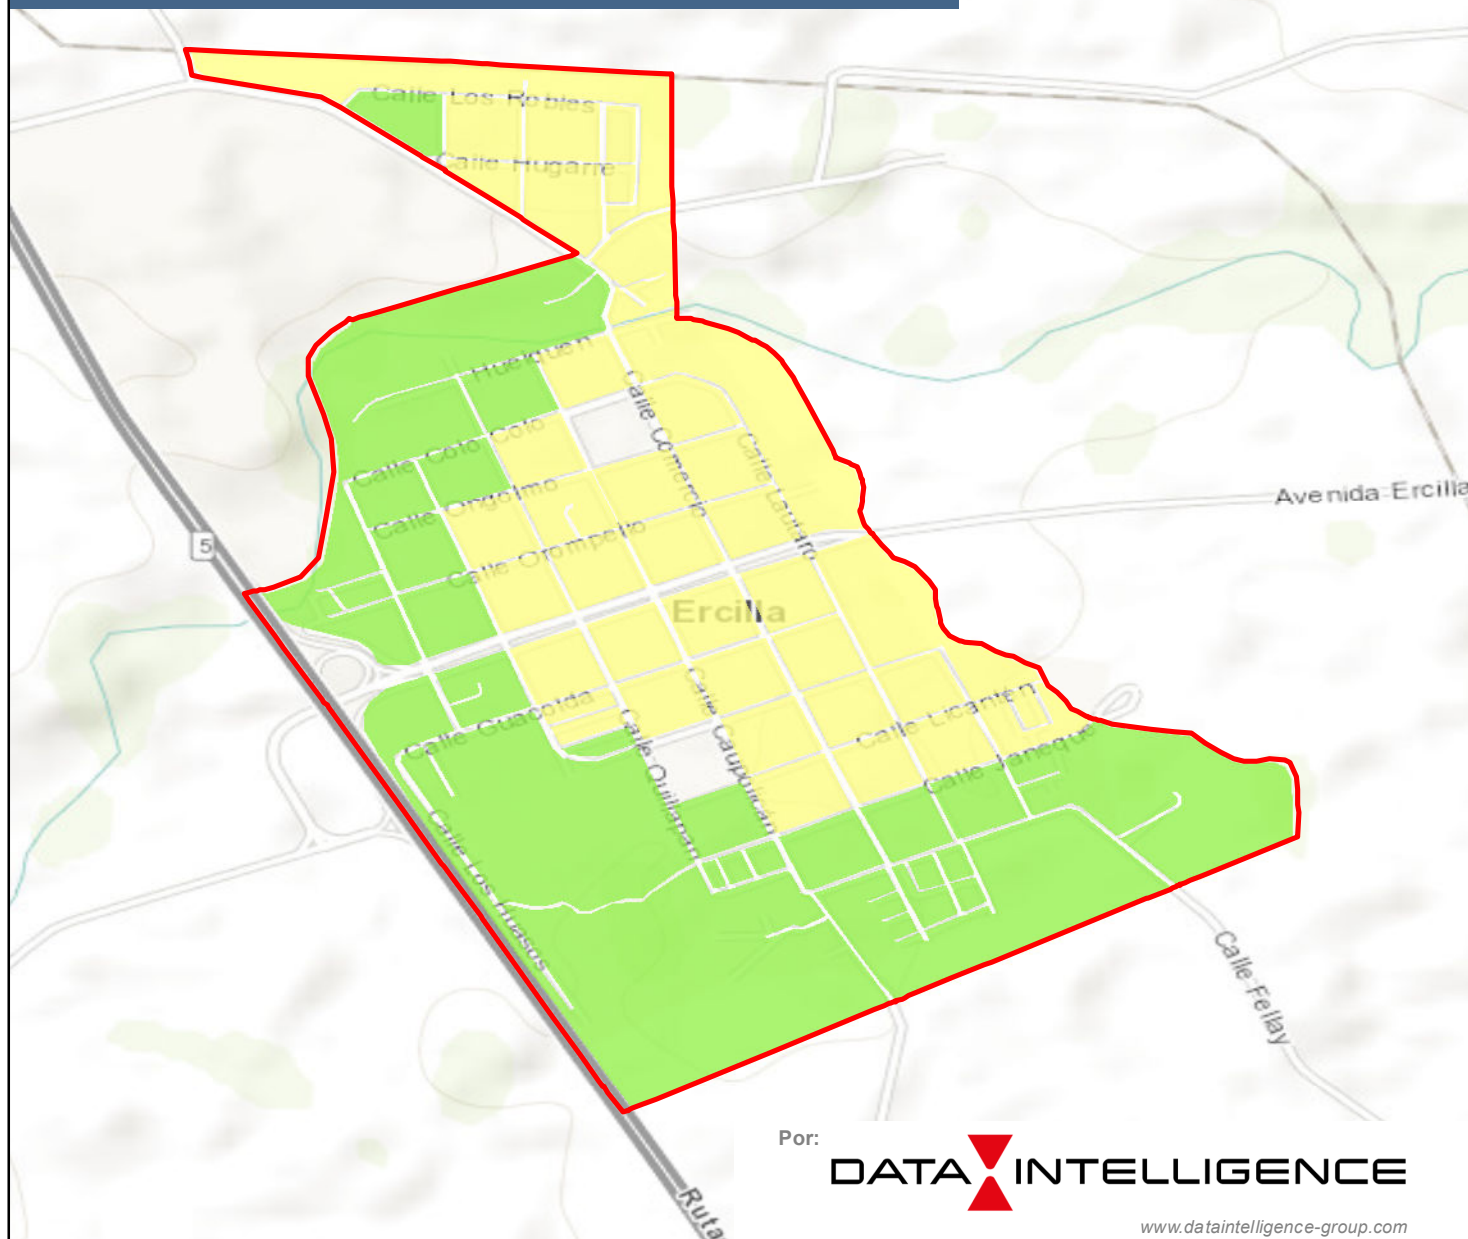 Calle Los Robles
Calle Hugarre
Huelquen
Calle Colo Colo
Calle Comercio
Calle Lautaro
Calle Ongolmo
Calle Orompello
Avenida Ercilla
5
Ercilla
Calle Guacolda
Calle Quilapan
Calle Caupolican
Calle Licanten
Calle Janequeo
Calle Los Huasos
Calle Fellay
Ruta
Por:
DATA INTELLIGENCE
www.dataintelligence-group.com